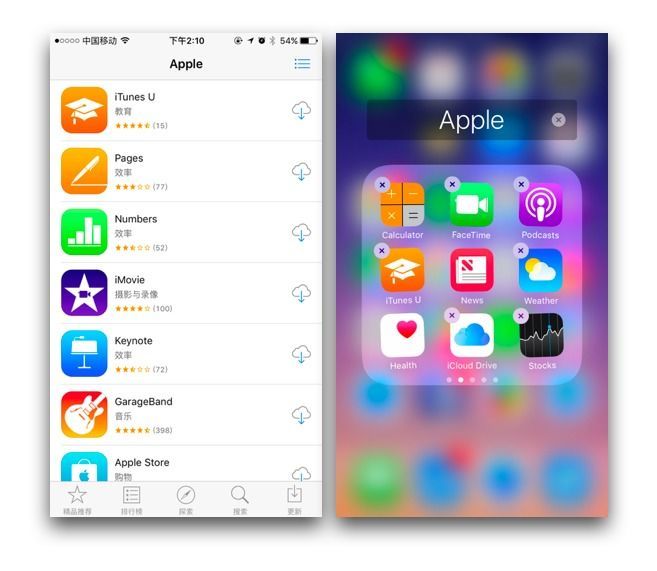 中国移动 下午2:10 54%
Apple
iTunes U
教育
(15)
Pages
效率
(77)
Numbers
效率
(52)
iMovie
摄影与录像
(100)
Keynote
效率
(72)
GarageBand
音乐
(398)
Apple Store
购物
精品推荐 排行榜 探索 搜索 更新
Apple
Calculator FaceTime Podcasts
iTunes U News Weather
Health iCloud Drive Stocks